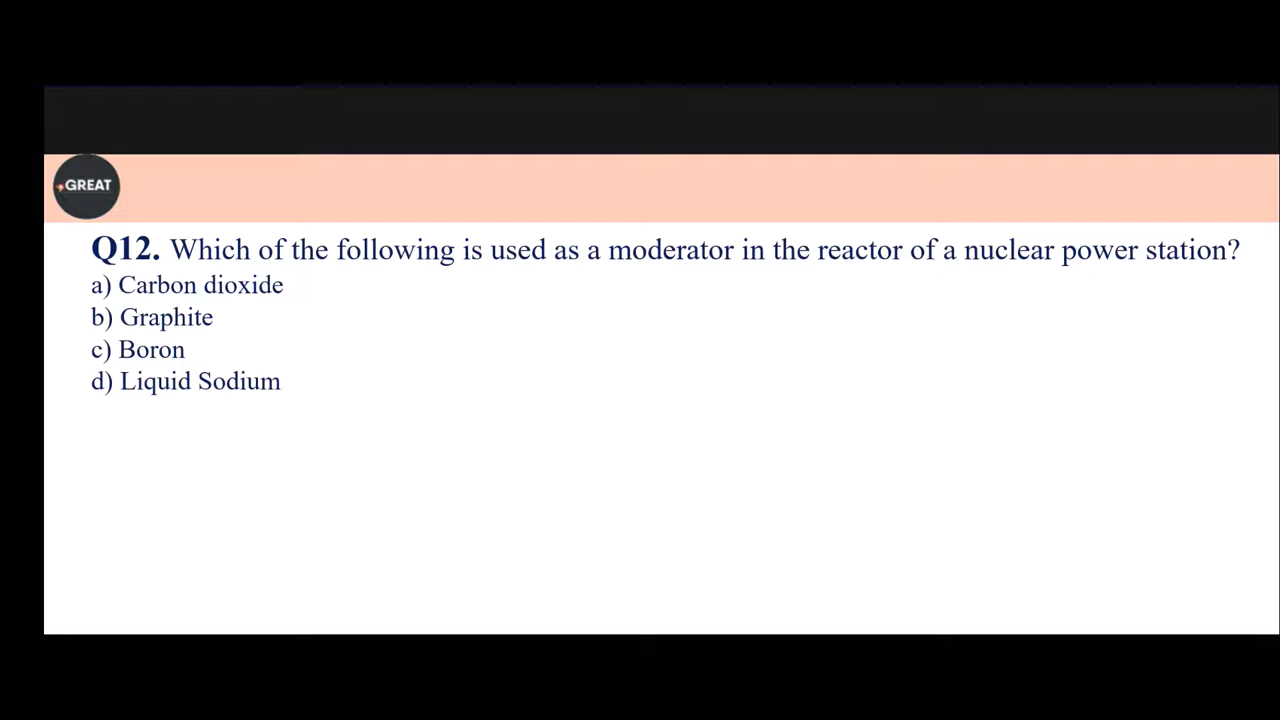 GREAT
Q12. Which of the following is used as a moderator in the reactor of a nuclear power station?
a) Carbon dioxide
b) Graphite
c) Boron
d) Liquid Sodium